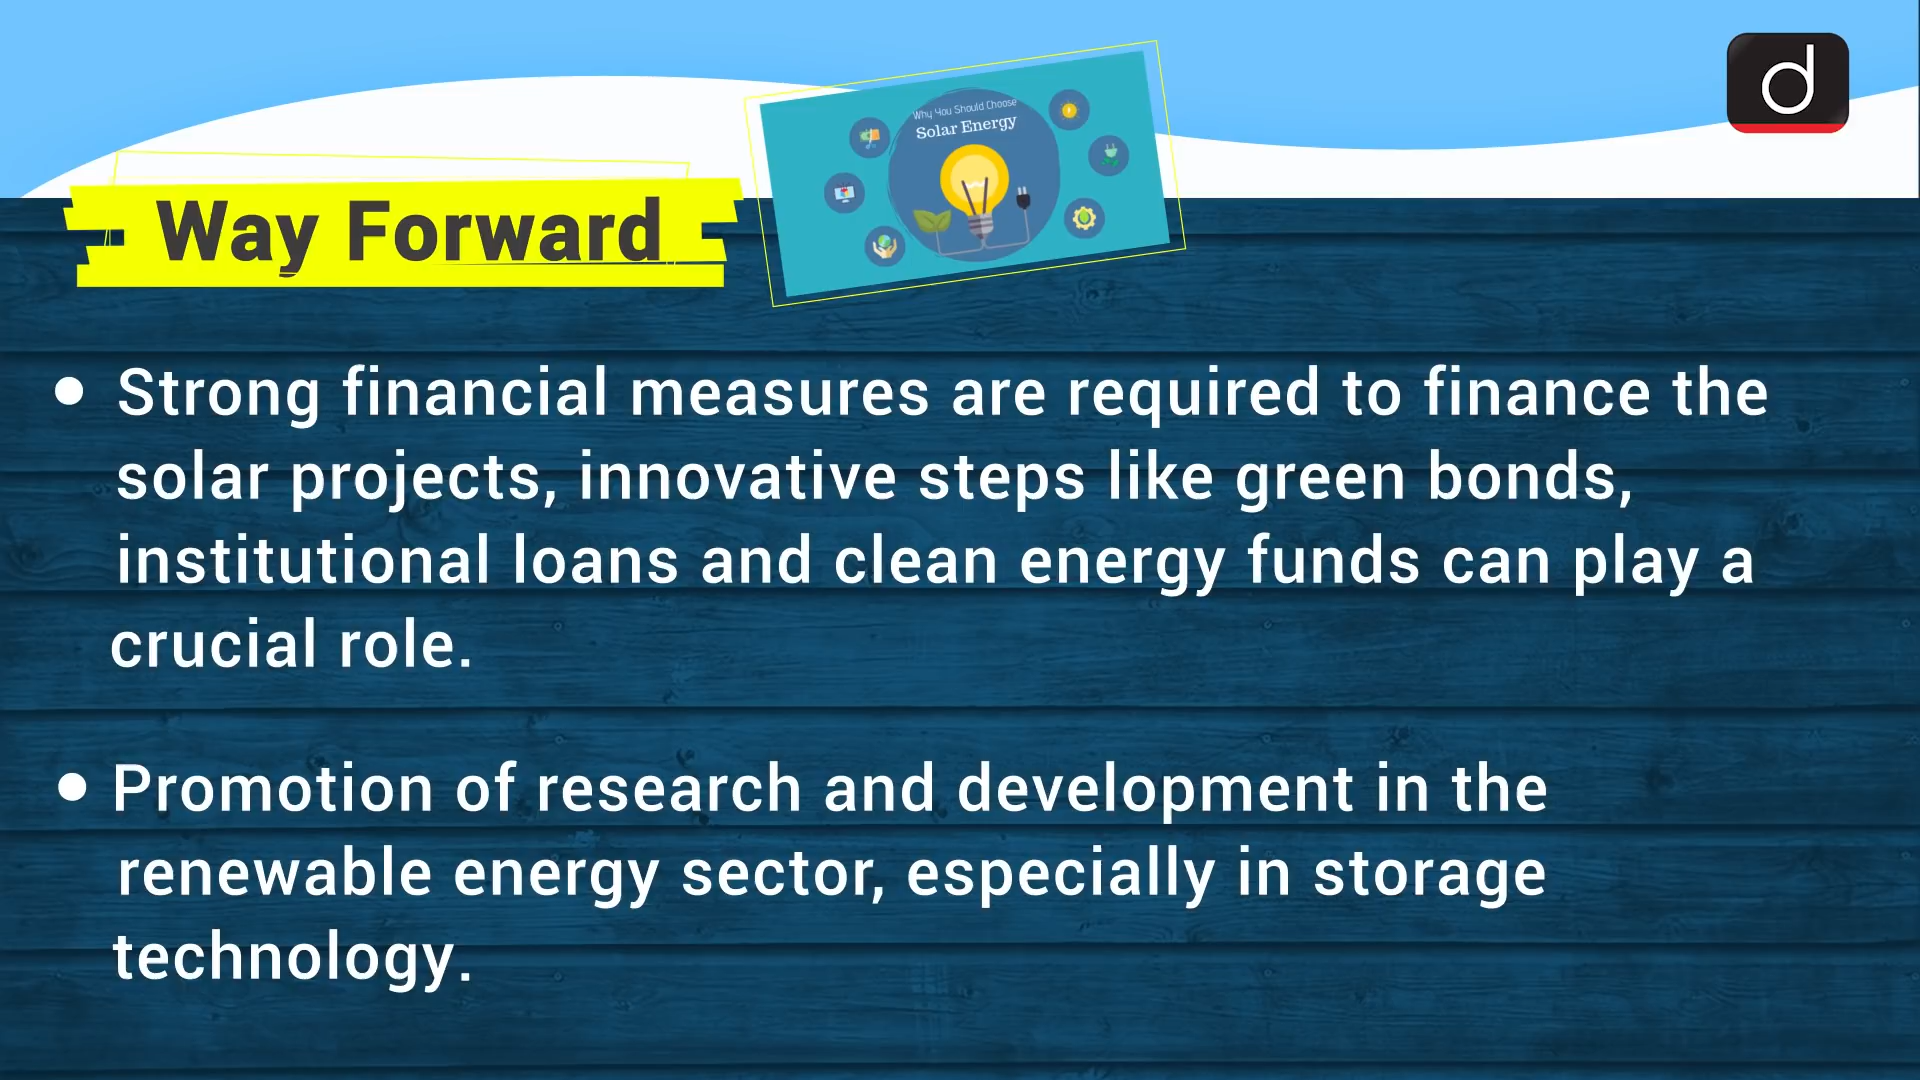 d
Why You Should Choose
Solar Energy
Way Forward
• Strong financial measures are required to finance the
solar projects, innovative steps like green bonds,
institutional loans and clean energy funds can play a
crucial role.
• Promotion of research and development in the
renewable energy sector, especially in storage
technology.